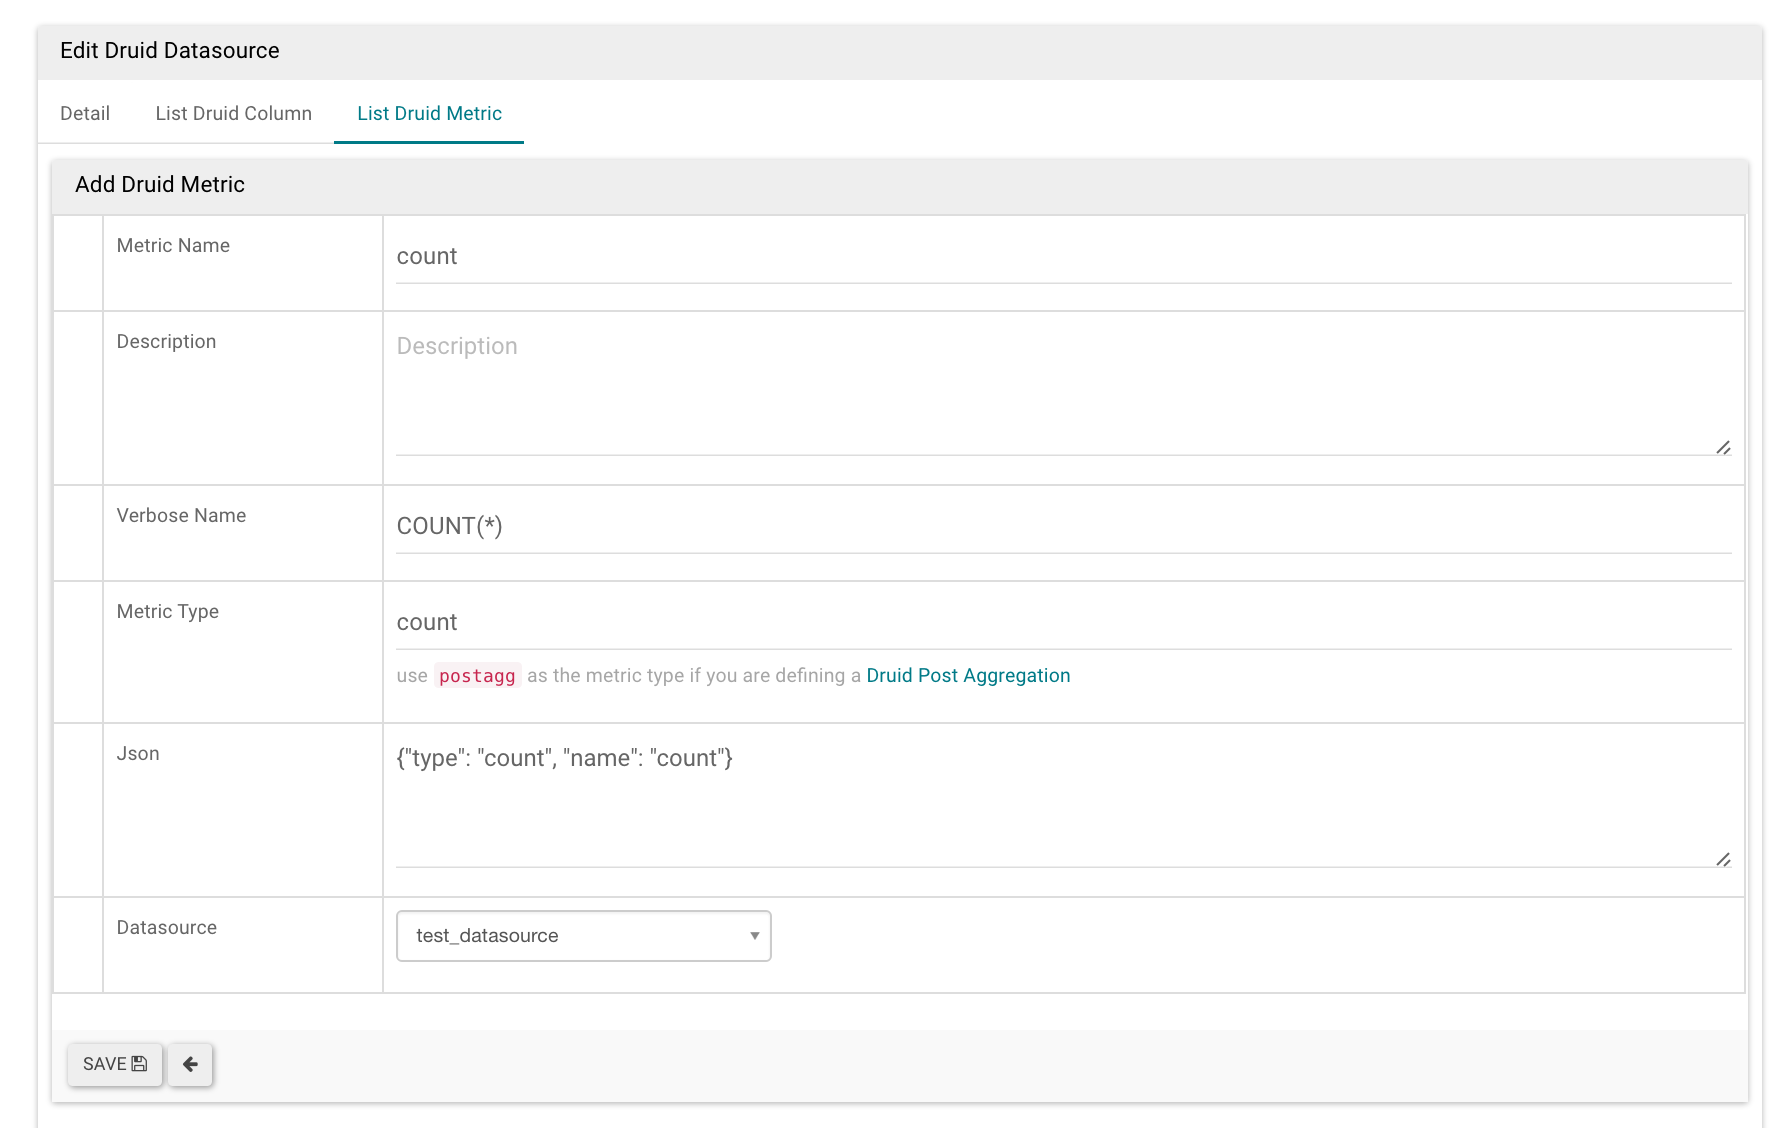 Edit Druid Datasource
Detail List Druid Column List Druid Metric
Add Druid Metric
Metric Name count
Description Description
Verbose Name COUNT(*)
Metric Type count
use postagg as the metric type if you are defining a Druid Post Aggregation
Json {"type": "count", "name": "count"}
Datasource test_datasource
SAVE